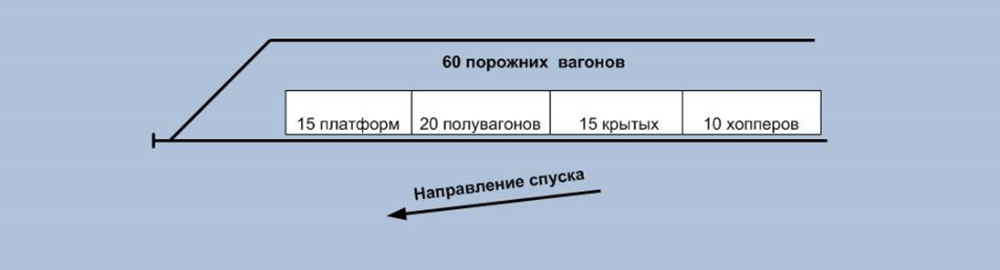 60 порожних вагонов
15 платформ
20 полувагонов
15 крытых
10 хопперов
Направление спуска